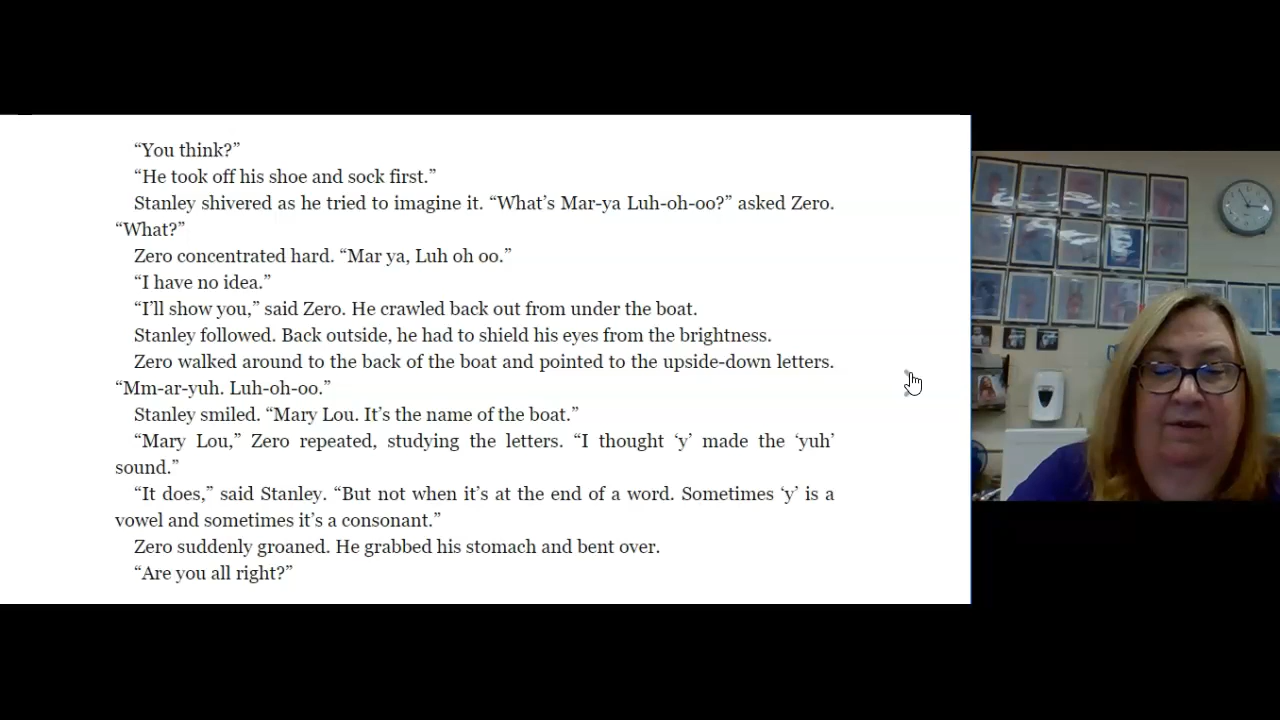 “You think?”
“He took off his shoe and sock first.”
Stanley shivered as he tried to imagine it. “What’s Mar-ya Luh-oh-oo?” asked Zero.
“What?”
Zero concentrated hard. “Mar ya, Luh oh oo.”
“I have no idea.”
“I’ll show you,” said Zero. He crawled back out from under the boat.
Stanley followed. Back outside, he had to shield his eyes from the brightness.
Zero walked around to the back of the boat and pointed to the upside-down letters.
“Mm-ar-yuh. Luh-oh-oo.”
Stanley smiled. “Mary Lou. It’s the name of the boat.”
“Mary Lou,” Zero repeated, studying the letters. “I thought ‘y’ made the ‘yuh’
sound.”
“It does,” said Stanley. “But not when it’s at the end of a word. Sometimes ‘y’ is a
vowel and sometimes it’s a consonant.”
Zero suddenly groaned. He grabbed his stomach and bent over.
“Are you all right?”